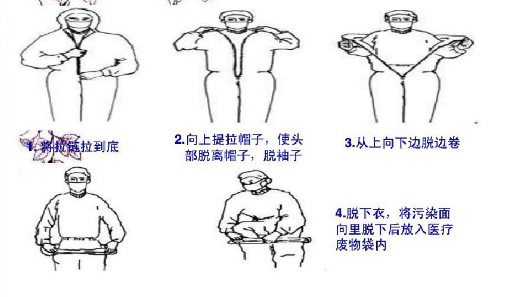 1. 将拉链拉到底
2.向上提拉帽子，使头
部脱离帽子，脱袖子
3.从上向下边脱边卷
4.脱下衣，将污染面
向里脱下后放入医疗
废物袋内